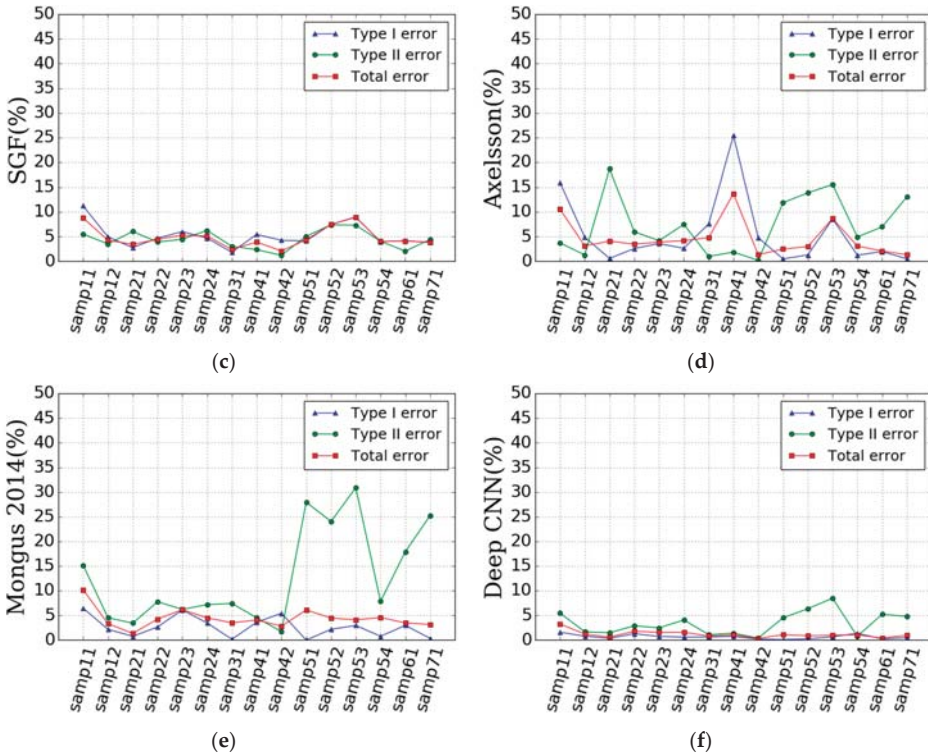 50
45
40
35
30
25
20
15
10
5
0
SGF(%)
Type I error
Type II error
Total error
samp11
samp12
samp21
samp22
samp23
samp24
samp31
samp41
samp42
samp51
samp52
samp53
samp54
samp61
samp71
(c)
50
45
40
35
30
25
20
15
10
5
0
Axelsson(%)
Type I error
Type II error
Total error
samp11
samp12
samp21
samp22
samp23
samp24
samp31
samp41
samp42
samp51
samp52
samp53
samp54
samp61
samp71
(d)
50
45
40
35
30
25
20
15
10
5
0
Mongus 2014(%)
Type I error
Type II error
Total error
samp11
samp12
samp21
samp22
samp23
samp24
samp31
samp41
samp42
samp51
samp52
samp53
samp54
samp61
samp71
(e)
50
45
40
35
30
25
20
15
10
5
0
Deep CNN(%)
Type I error
Type II error
Total error
samp11
samp12
samp21
samp22
samp23
samp24
samp31
samp41
samp42
samp51
samp52
samp53
samp54
samp61
samp71
(f)